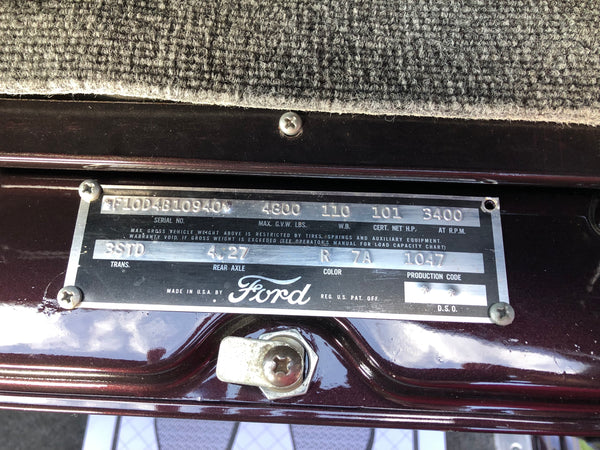 *F10D4B10940* 4800 110 101 3400
SERIAL NO. MAX. G.V.W LBS. W.B. CERT. NET H.P. AT R.P.M.
MAX. GROSS VEHICLE WEIGHT IS RESTRICTED BY TIRES, SPRINGS AND AUXILIARY EQUIPMENT.
WARRANTY VOID IF GROSS WEIGHT IS EXCEEDED (SEE OPERATOR'S MANUAL FOR LOAD CAPACITY CHART)
3STD 4.27 R 7A 1047
TRANS. REAR AXLE COLOR PRODUCTION CODE
MADE IN U.S.A. BY Ford REG. U.S. PAT. OFF.
D.S.O.